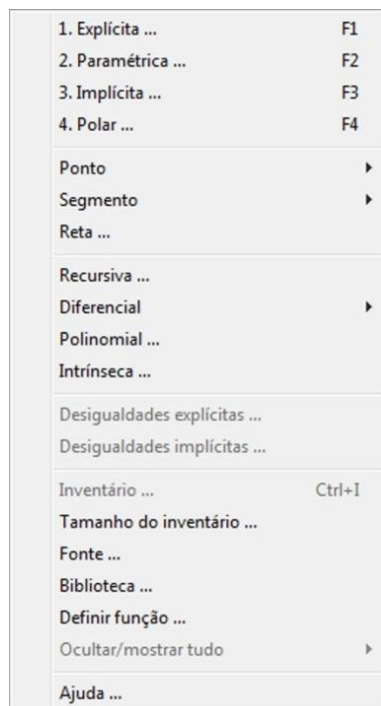 1. Explícita ... F1
2. Paramétrica ... F2
3. Implícita ... F3
4. Polar ... F4
Ponto
Segmento
Reta ...
Recursiva ...
Diferencial
Polinomial ...
Intrínseca ...
Desigualdades explícitas ...
Desigualdades implícitas ...
Inventário ... Ctrl+I
Tamanho do inventário ...
Fonte ...
Biblioteca ...
Definir função ...
Ocultar/mostrar tudo
Ajuda ...